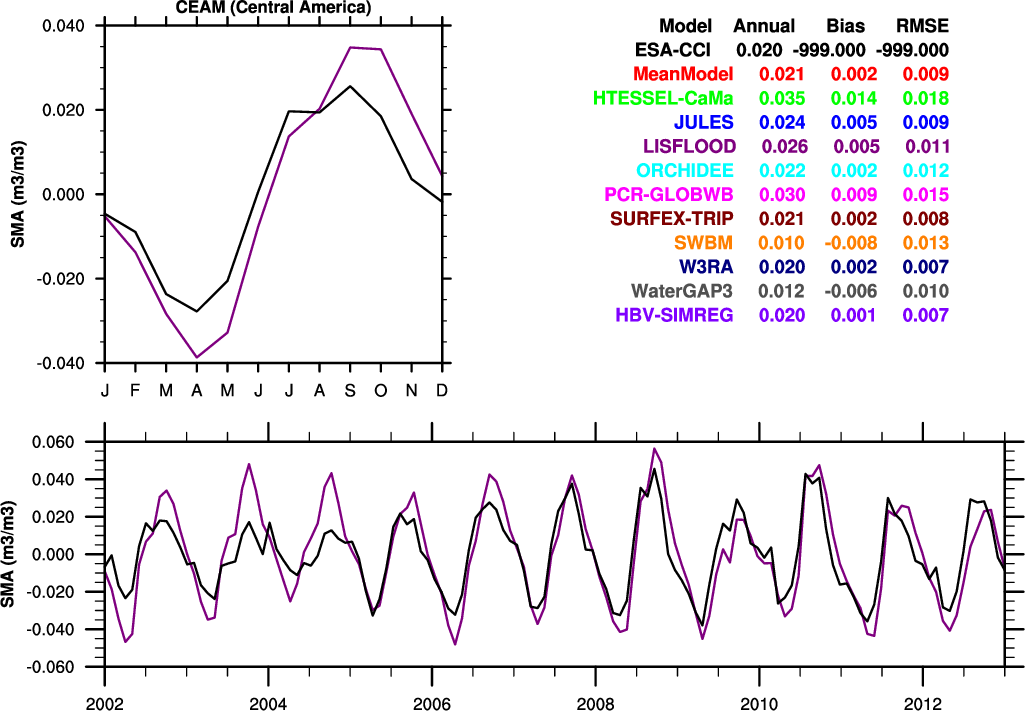 CEAM (Central America)
0.040
0.020
0.000
-0.020
-0.040
SMA (m3/m3)
J F M A M J J A S O N D
Model Annual Bias RMSE
ESA-CCI 0.020 -999.000 -999.000
MeanModel 0.021 0.002 0.009
HTESSEL-CaMa 0.035 0.014 0.018
JULES 0.024 0.005 0.009
LISFLOOD 0.026 0.005 0.011
ORCHIDEE 0.022 0.002 0.012
PCR-GLOBWB 0.030 0.009 0.015
SURFEX-TRIP 0.021 0.002 0.008
SWBM 0.010 -0.008 0.013
W3RA 0.020 0.002 0.007
WaterGAP3 0.012 -0.006 0.010
HBV-SIMREG 0.020 0.001 0.007
0.060
0.040
0.020
0.000
-0.020
-0.040
-0.060
SMA (m3/m3)
2002 2004 2006 2008 2010 2012